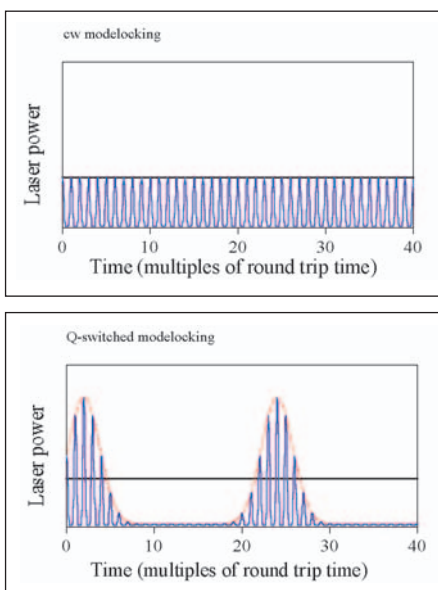 cw modelocking
Laser power
0 10 20 30 40
Time (multiples of round trip time)
Q-switched modelocking
Laser power
0 10 20 30 40
Time (multiples of round trip time)